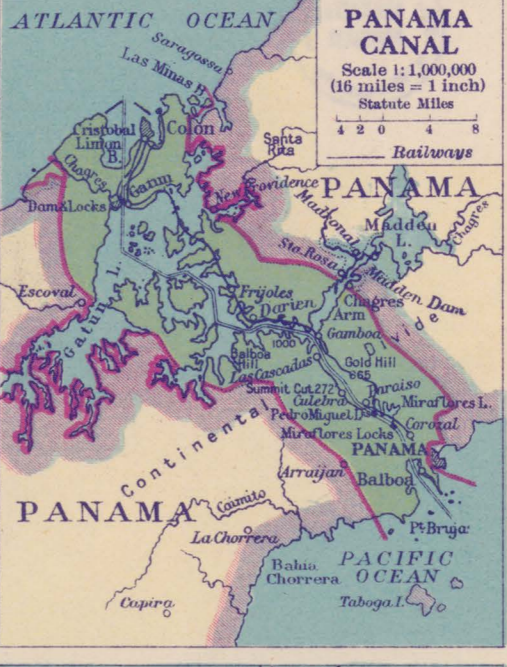 ATLANTIC OCEAN
PANAMA
CANAL
Scale 1:1,000,000
(16 miles = 1 inch)
Statute Miles
4 2 0 4 8
Railways
Saragossa
Las Minas B.
Cristobal
Colón
Limon
B.
Santa
Rita
Chagres
Gatun
Dam & Locks
New Providence
PANAMA
Madronal
Madden
L.
Chagres
Sta. Rosa
Madden Dam
Escoval
Gatun L.
Frijoles
Darien
Chagres
Arm
Gamboa
1000
Balboa
Hill
Las Cascadas
Gold Hill
665
Summit Cut 272
Culebra
Paraiso
Miraflores L.
Pedro Miguel D.
Corozal
Miraflores Locks
PANAMA
Continental Divide
Arraijan
Balboa
PANAMA
Caimito
La Chorrera
Pt. Bruja
Bahia
Chorrera
PACIFIC
OCEAN
Capira
Taboga I.